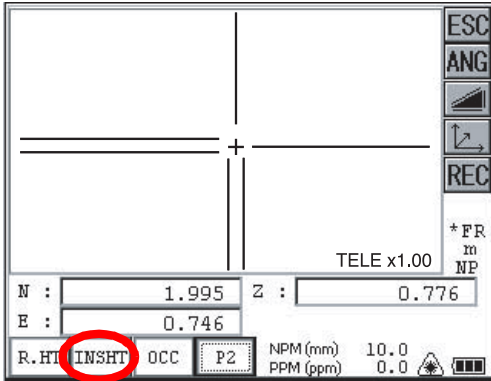 ESC
ANG
REC
*FR
m
NP
TELE x1.00
N : 1.995 Z : 0.776
E : 0.746
R.HT INSHT OCC P2 NPM (mm) 10.0
PPM (ppm) 0.0